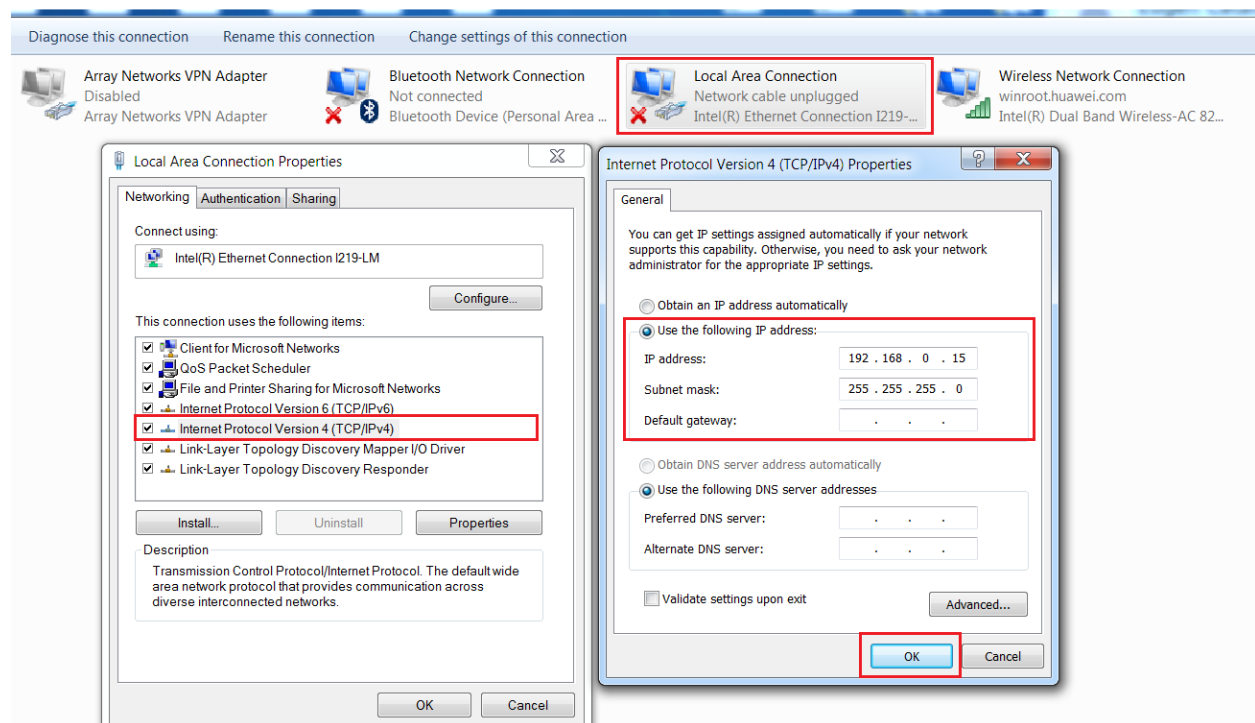 Diagnose this connection Rename this connection Change settings of this connection
Array Networks VPN Adapter
Disabled
Array Networks VPN Adapter
Bluetooth Network Connection
Not connected
Bluetooth Device (Personal Area ...
Local Area Connection
Network cable unplugged
Intel(R) Ethernet Connection I219-...
Wireless Network Connection
winroot.huawei.com
Intel(R) Dual Band Wireless-AC 82...
Local Area Connection Properties
Networking Authentication Sharing
Connect using:
Intel(R) Ethernet Connection I219-LM
Configure...
This connection uses the following items:
Client for Microsoft Networks
QoS Packet Scheduler
File and Printer Sharing for Microsoft Networks
Internet Protocol Version 6 (TCP/IPv6)
Internet Protocol Version 4 (TCP/IPv4)
Link-Layer Topology Discovery Mapper I/O Driver
Link-Layer Topology Discovery Responder
Install... Uninstall Properties
Description
Transmission Control Protocol/Internet Protocol. The default wide
area network protocol that provides communication across
diverse interconnected networks.
OK Cancel
Internet Protocol Version 4 (TCP/IPv4) Properties
General
You can get IP settings assigned automatically if your network
supports this capability. Otherwise, you need to ask your network
administrator for the appropriate IP settings.
Obtain an IP address automatically
Use the following IP address:
IP address: 192 . 168 . 0 . 15
Subnet mask: 255 . 255 . 255 . 0
Default gateway: . . .
Obtain DNS server address automatically
Use the following DNS server addresses
Preferred DNS server: . . .
Alternate DNS server: . . .
Validate settings upon exit
Advanced...
OK Cancel